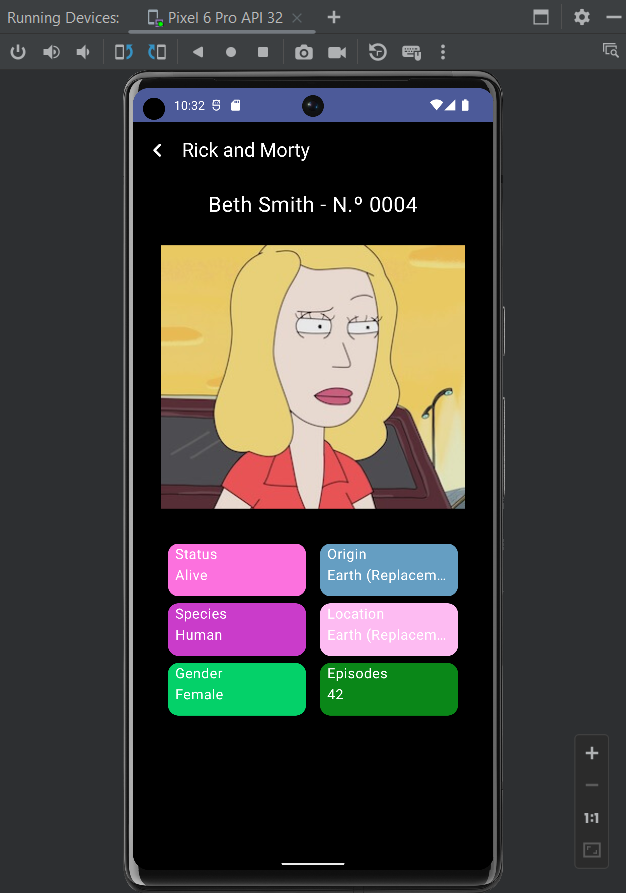 Running Devices:
Pixel 6 Pro API 32
10:32
Rick and Morty
Beth Smith - N.º 0004
Status
Alive
Origin
Earth (Replacem…
Species
Human
Location
Earth (Replacem…
Gender
Female
Episodes
42
1:1